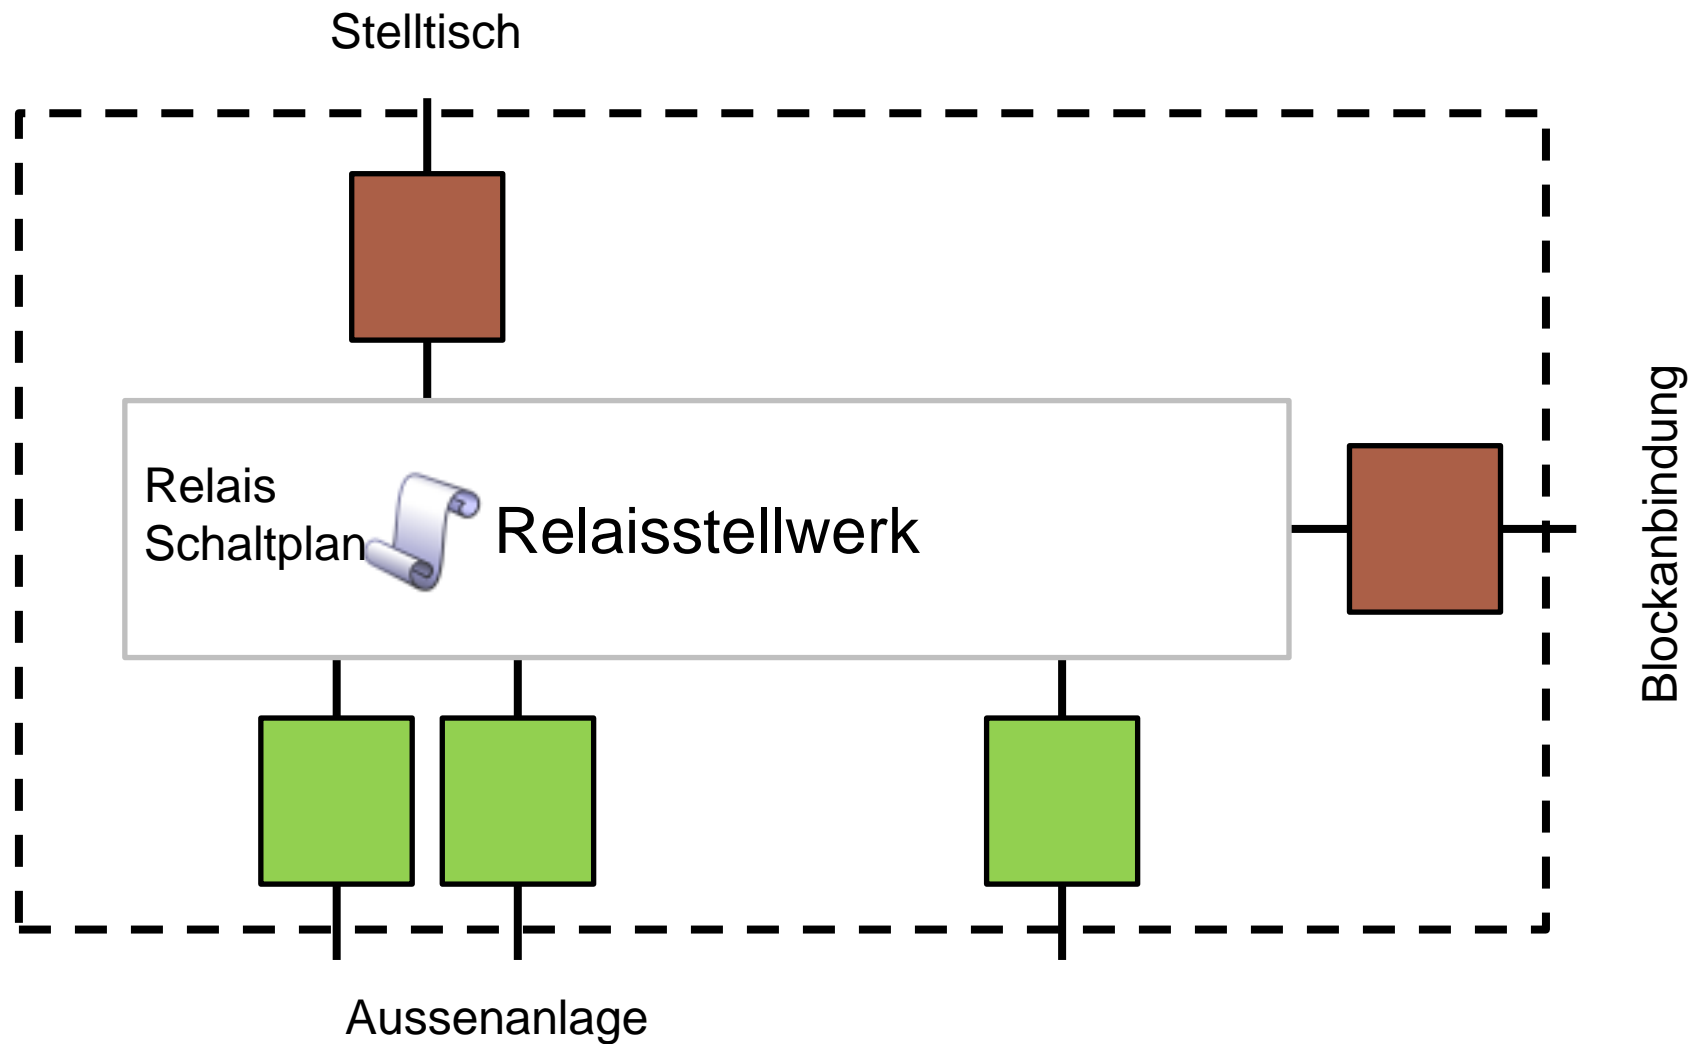 Stelltisch
Relais
Schaltplan
Relaisstellwerk
Blockanbindung
Aussenanlage